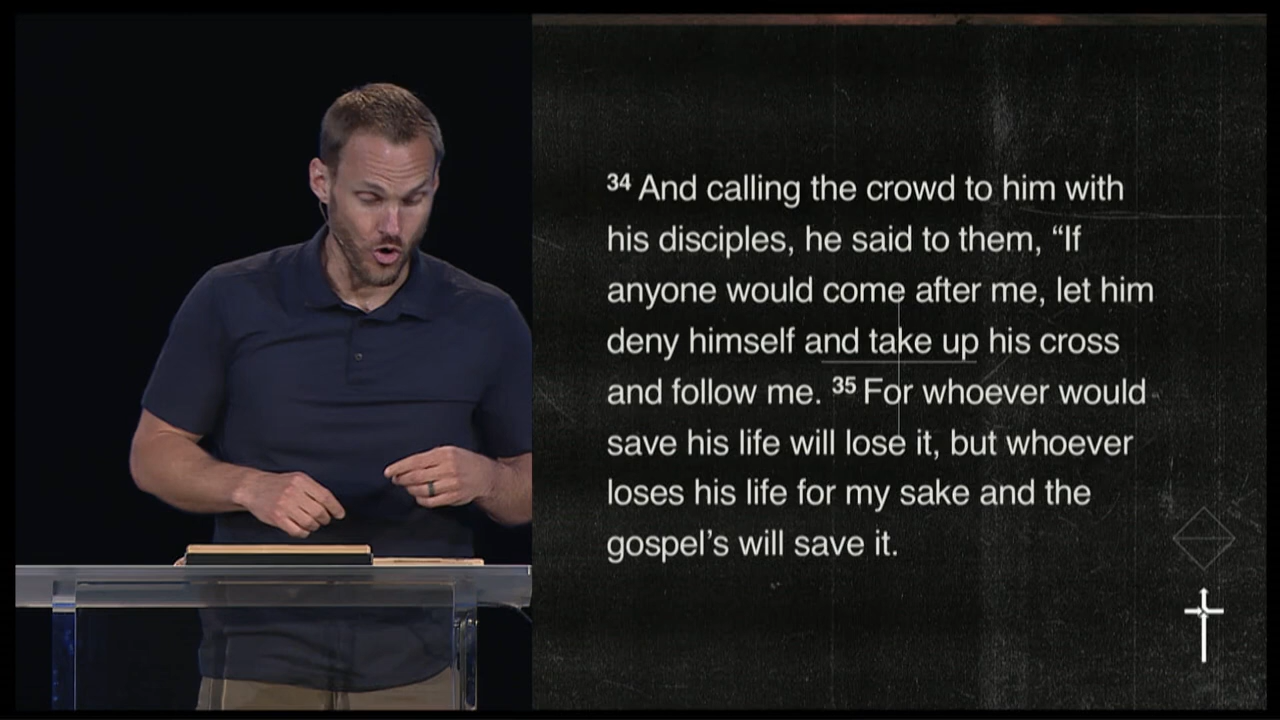 34 And calling the crowd to him with
his disciples, he said to them, “If
anyone would come after me, let him
deny himself and take up his cross
and follow me. 35 For whoever would
save his life will lose it, but whoever
loses his life for my sake and the
gospel’s will save it.